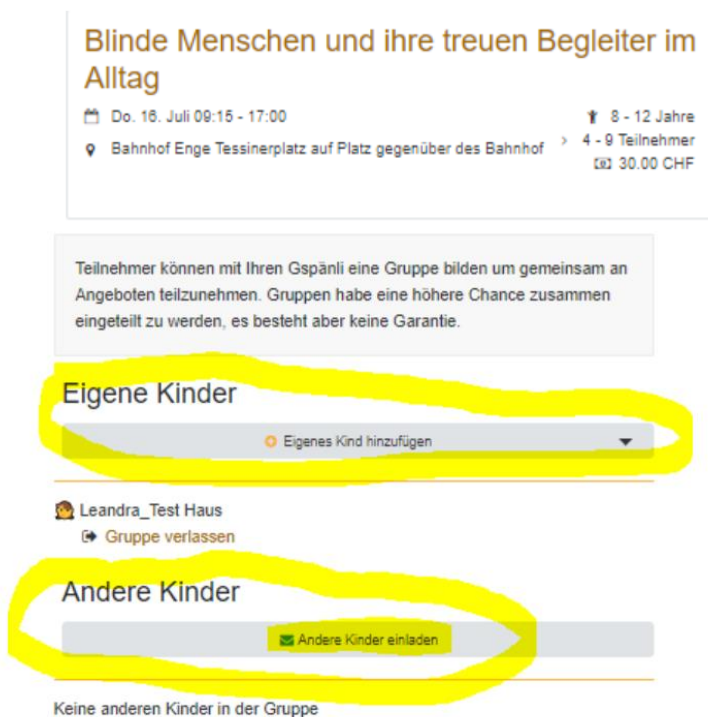 Blinde Menschen und ihre treuen Begleiter im
Alltag
Do. 16. Juli 09:15 - 17:00
8 - 12 Jahre
Bahnhof Enge Tessinerplatz auf Platz gegenüber des Bahnhof
4 - 9 Teilnehmer
30.00 CHF
Teilnehmer können mit Ihren Gspänli eine Gruppe bilden um gemeinsam an
Angeboten teilzunehmen. Gruppen habe eine höhere Chance zusammen
eingeteilt zu werden, es besteht aber keine Garantie.
Eigene Kinder
Eigenes Kind hinzufügen
Leandra_Test Haus
Gruppe verlassen
Andere Kinder
Andere Kinder einladen
Keine anderen Kinder in der Gruppe